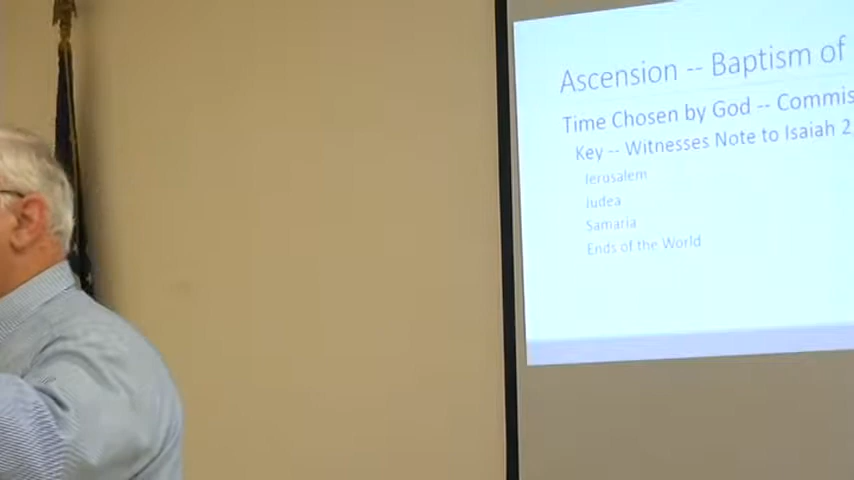 Ascension -- Baptism of
Time Chosen by God -- Commis
Key -- Witnesses Note to Isaiah 2
Jerusalem
Judea
Samaria
Ends of the World